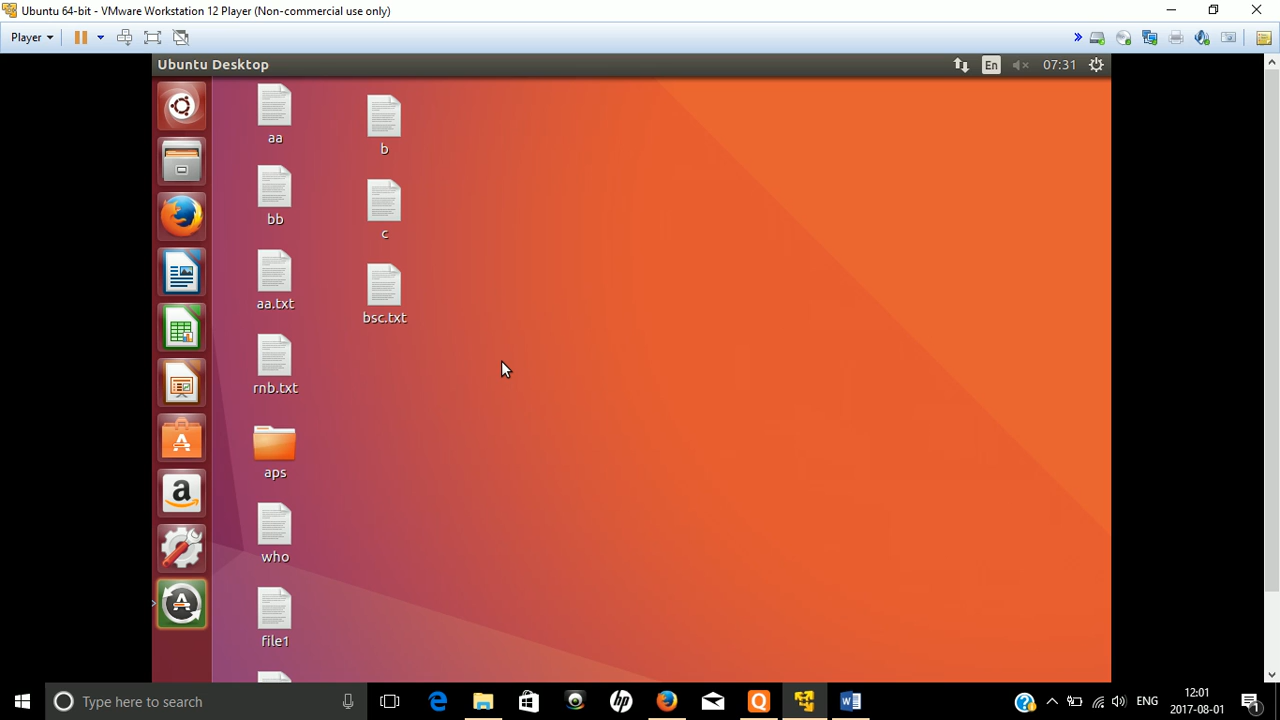 Ubuntu 64-bit - VMware Workstation 12 Player (Non-commercial use only)
Player
Ubuntu Desktop
En
07:31
aa
b
bb
c
aa.txt
bsc.txt
rnb.txt
aps
who
file1
Type here to search
ENG
12:01
2017-08-01
1